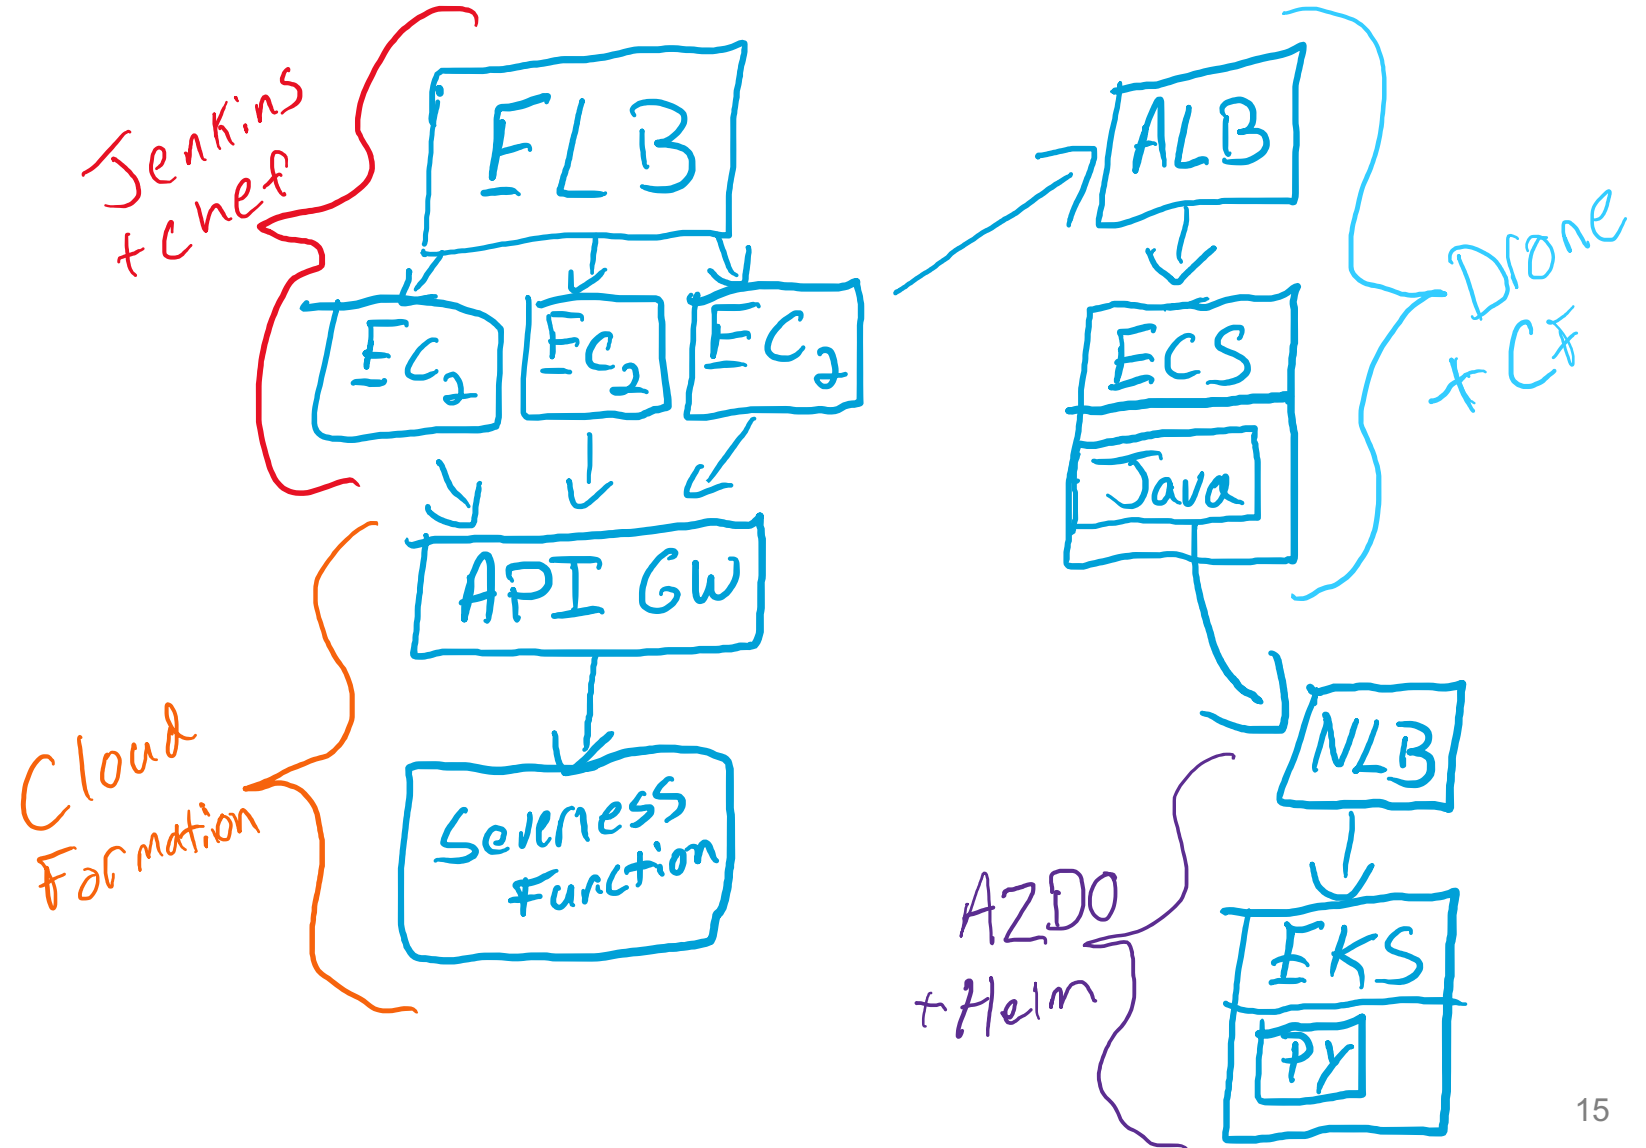 Jenkins
+ chef
ELB
EC2
EC2
EC2
API GW
Serverless
Function
Cloud
Formation
ALB
ECS
Java
Drone
+ CF
NLB
EKS
PY
AZDO
+ Helm
15